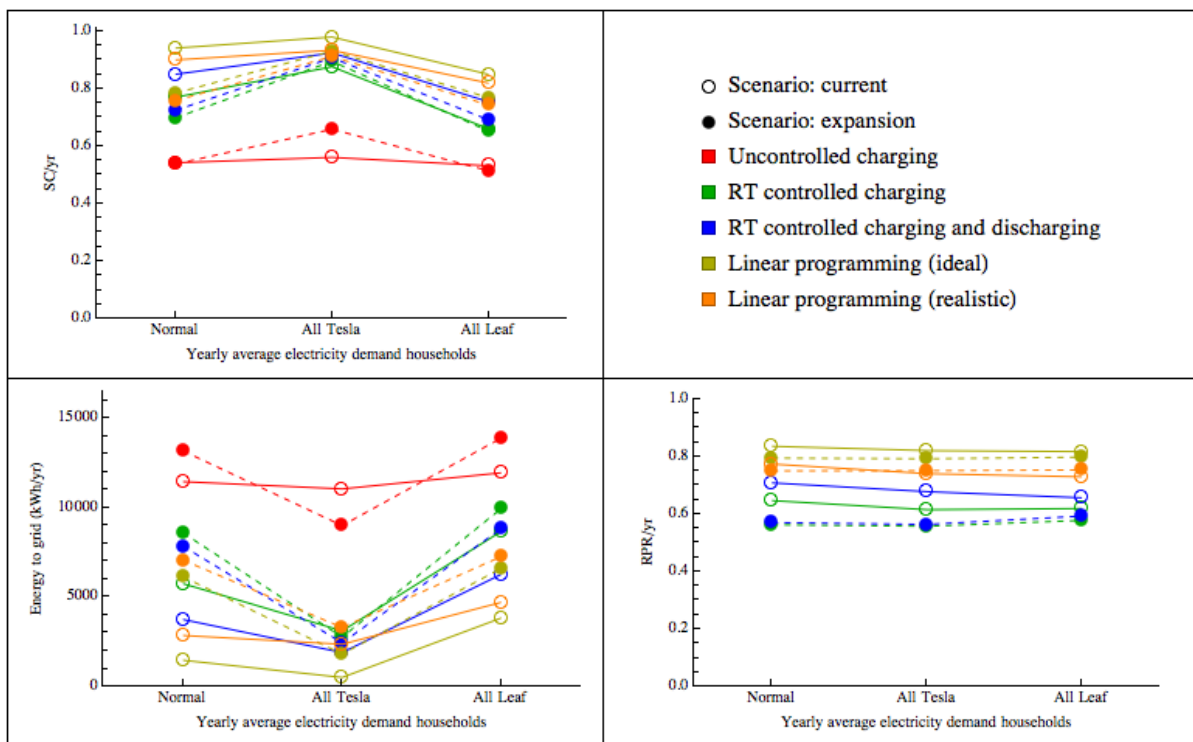 1.0
0.8
0.6
0.4
0.2
0.0
SC/yr
Normal
All Tesla
All Leaf
Yearly average electricity demand households
Scenario: current
Scenario: expansion
Uncontrolled charging
RT controlled charging
RT controlled charging and discharging
Linear programming (ideal)
Linear programming (realistic)
15000
10000
5000
0
Energy to grid (kWh/yr)
Normal
All Tesla
All Leaf
Yearly average electricity demand households
1.0
0.8
0.6
0.4
0.2
0.0
RPR/yr
Normal
All Tesla
All Leaf
Yearly average electricity demand households